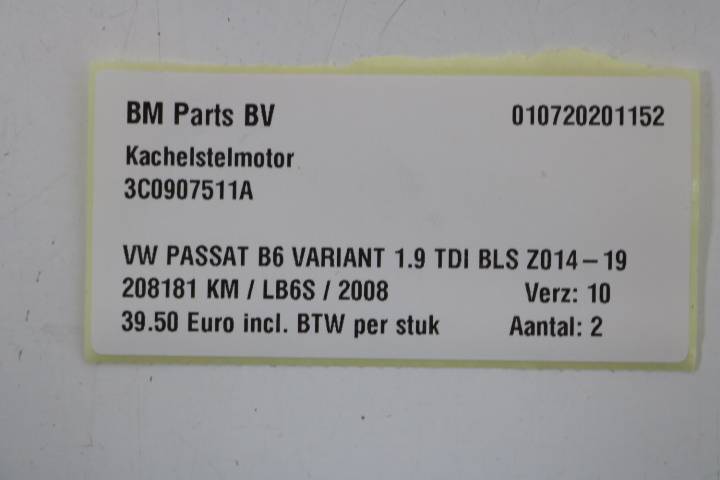 BM Parts BV 010720201152
Kachelstelmotor
3C0907511A
VW PASSAT B6 VARIANT 1.9 TDI BLS Z014-19
208181 KM / LB6S / 2008 Verz: 10
39.50 Euro incl. BTW per stuk Aantal: 2